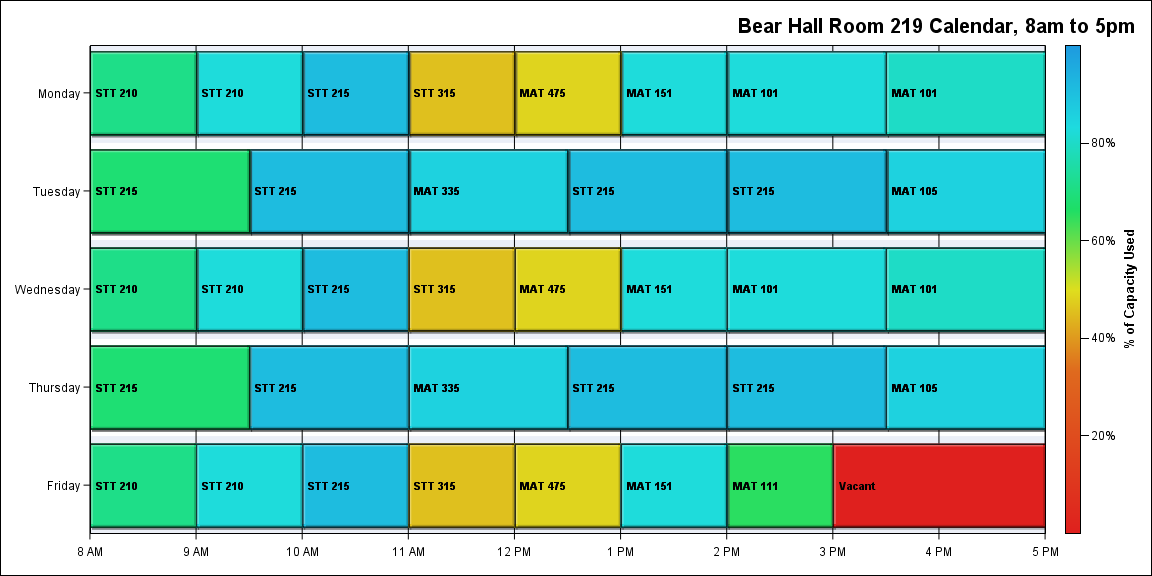 Bear Hall Room 219 Calendar, 8am to 5pm
Monday
STT 210
STT 210
STT 215
STT 315
MAT 475
MAT 151
MAT 101
MAT 101
Tuesday
STT 215
STT 215
MAT 335
STT 215
STT 215
MAT 105
Wednesday
STT 210
STT 210
STT 215
STT 315
MAT 475
MAT 151
MAT 101
MAT 101
Thursday
STT 215
STT 215
MAT 335
STT 215
STT 215
MAT 105
Friday
STT 210
STT 210
STT 215
STT 315
MAT 475
MAT 151
MAT 111
Vacant
8 AM
9 AM
10 AM
11 AM
12 PM
1 PM
2 PM
3 PM
4 PM
5 PM
80%
60%
40%
20%
% of Capacity Used